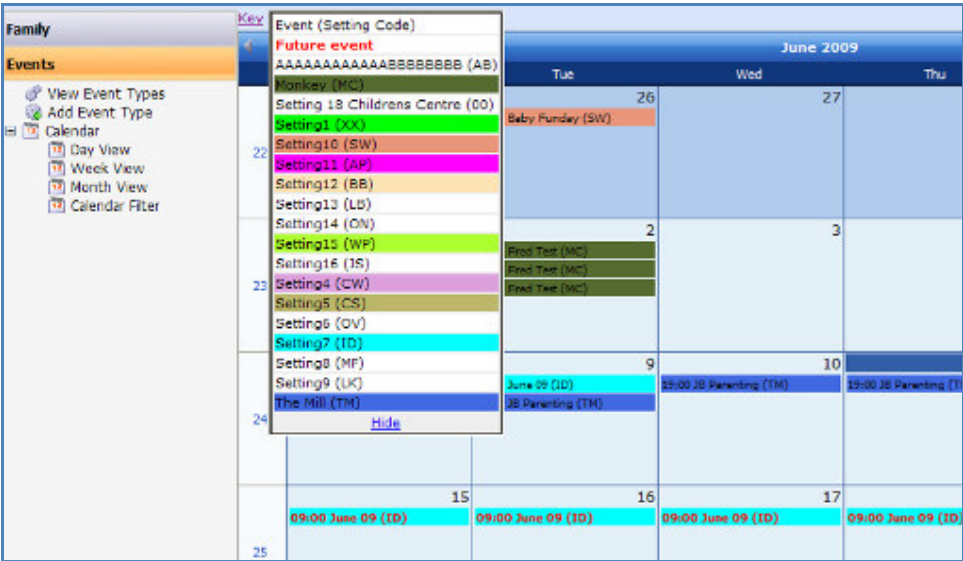 Family
Events
View Event Types
Add Event Type
Calendar
Day View
Week View
Month View
Calendar Filter
Key
Event (Setting Code)
Future event
AAAAAAAAAAAABBBBBBBB (AB)
Monkey (MC)
Setting 18 Childrens Centre (00)
Setting1 (XX)
Setting10 (SW)
Setting11 (AP)
Setting12 (BB)
Setting13 (LB)
Setting14 (ON)
Setting15 (WP)
Setting16 (JS)
Setting4 (CW)
Setting5 (CS)
Setting6 (OV)
Setting7 (ID)
Setting8 (MF)
Setting9 (LK)
The Mill (TM)
Hide
June 2009
Tue Wed Thu
22 26 27
Baby Funday (SW)
23 2 3
Fred Test (MC)
Fred Test (MC)
Fred Test (MC)
24 9 10
June 09 (ID) 19:00 JB Parenting (TM) 19:00 JB Parenting
JB Parenting (TM)
25 15 16 17
09:00 June 09 (ID) 09:00 June 09 (ID) 09:00 June 09 (ID) 09:00 June 09 (ID)